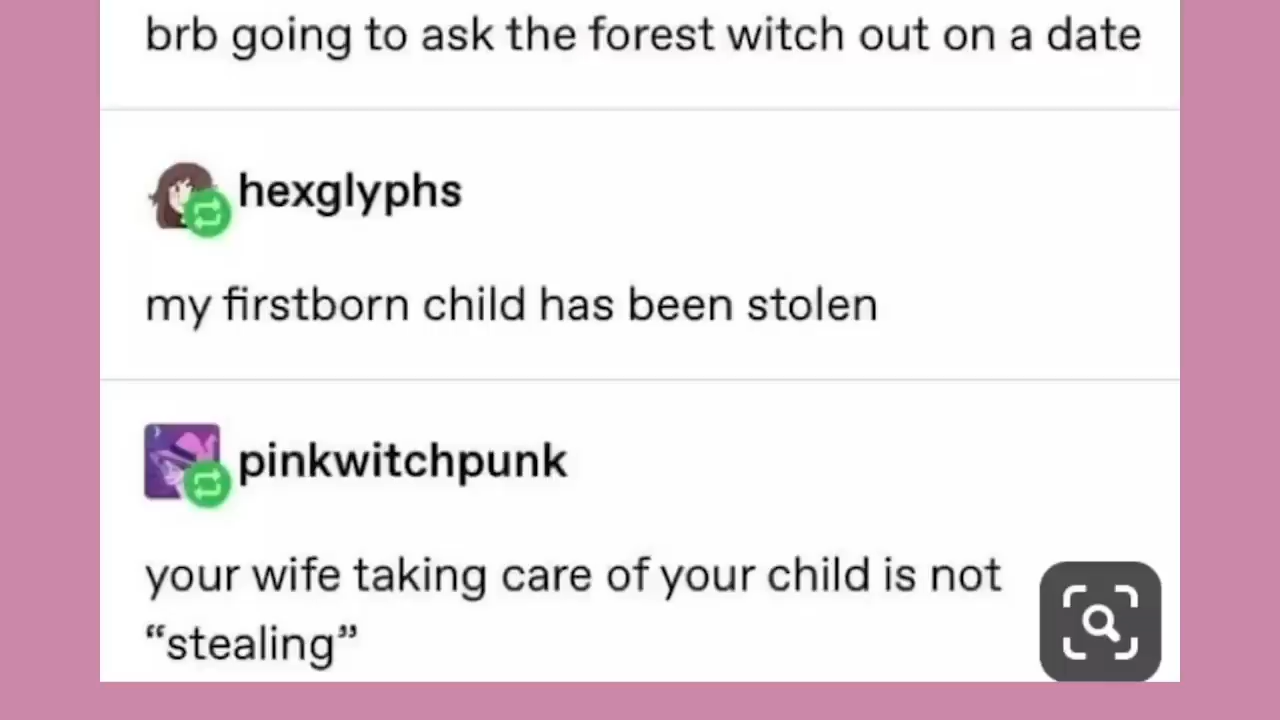 brb going to ask the forest witch out on a date
hexglyphs
my firstborn child has been stolen
pinkwitchpunk
your wife taking care of your child is not
“stealing”